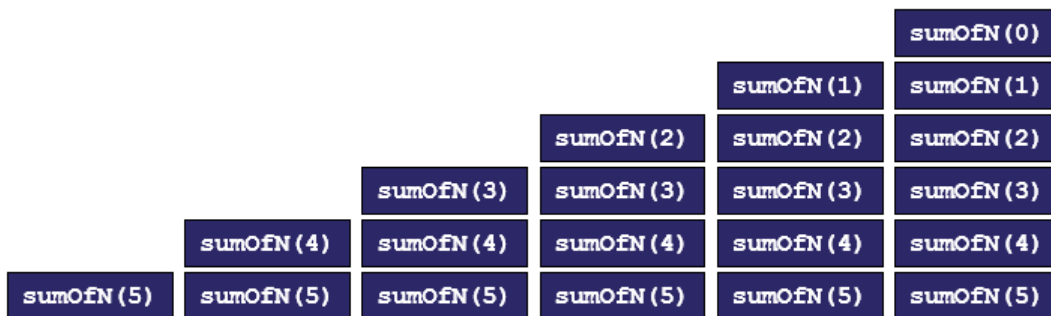 sumOfN(0)
sumOfN(1) sumOfN(1)
sumOfN(2) sumOfN(2) sumOfN(2)
sumOfN(3) sumOfN(3) sumOfN(3) sumOfN(3)
sumOfN(4) sumOfN(4) sumOfN(4) sumOfN(4) sumOfN(4)
sumOfN(5) sumOfN(5) sumOfN(5) sumOfN(5) sumOfN(5) sumOfN(5)